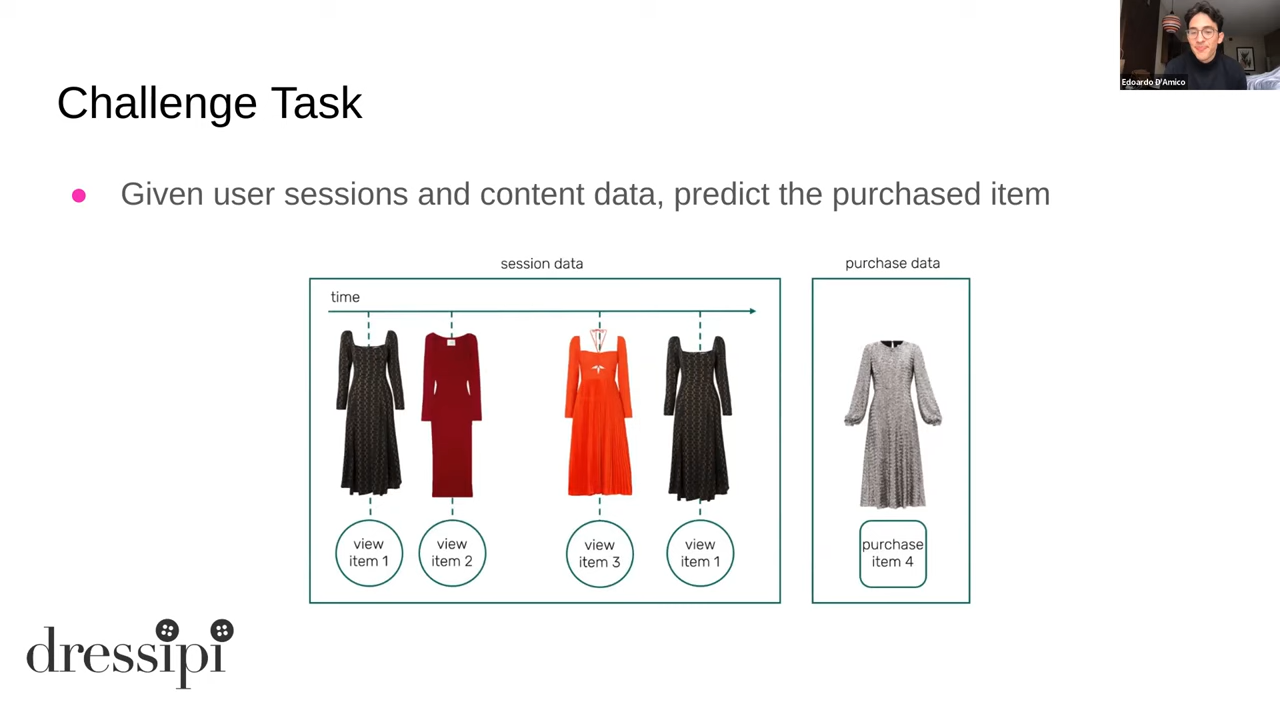 Edoardo D'Amico
Challenge Task
Given user sessions and content data, predict the purchased item
session data
purchase data
time
view
item 1
view
item 2
view
item 3
view
item 1
purchase
item 4
dressipi